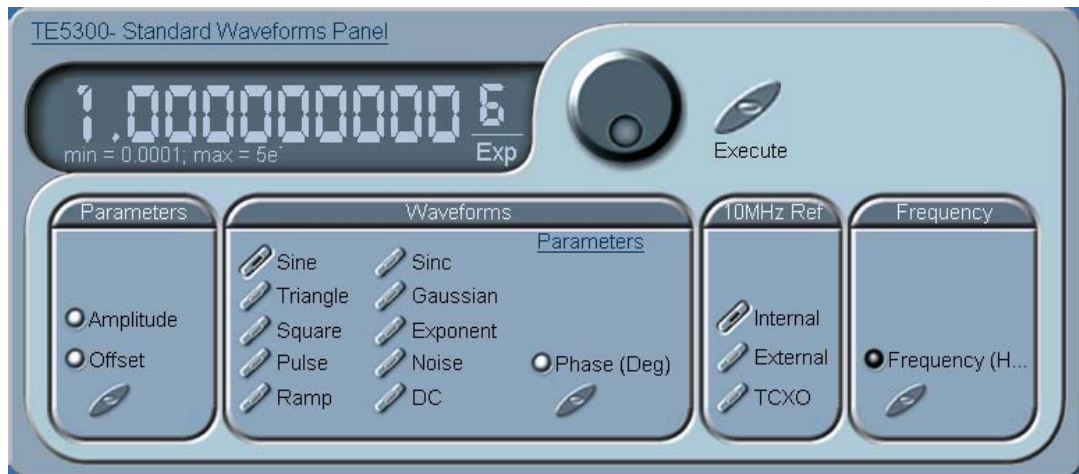 TE5300- Standard Waveforms Panel
1.000000000 6
min = 0.0001; max = 5e
Exp
Execute
Parameters
Amplitude
Offset
Waveforms
Sine
Triangle
Square
Pulse
Ramp
Sinc
Gaussian
Exponent
Noise
DC
Parameters
Phase (Deg)
10MHz Ref
Internal
External
TCXO
Frequency
Frequency (H...